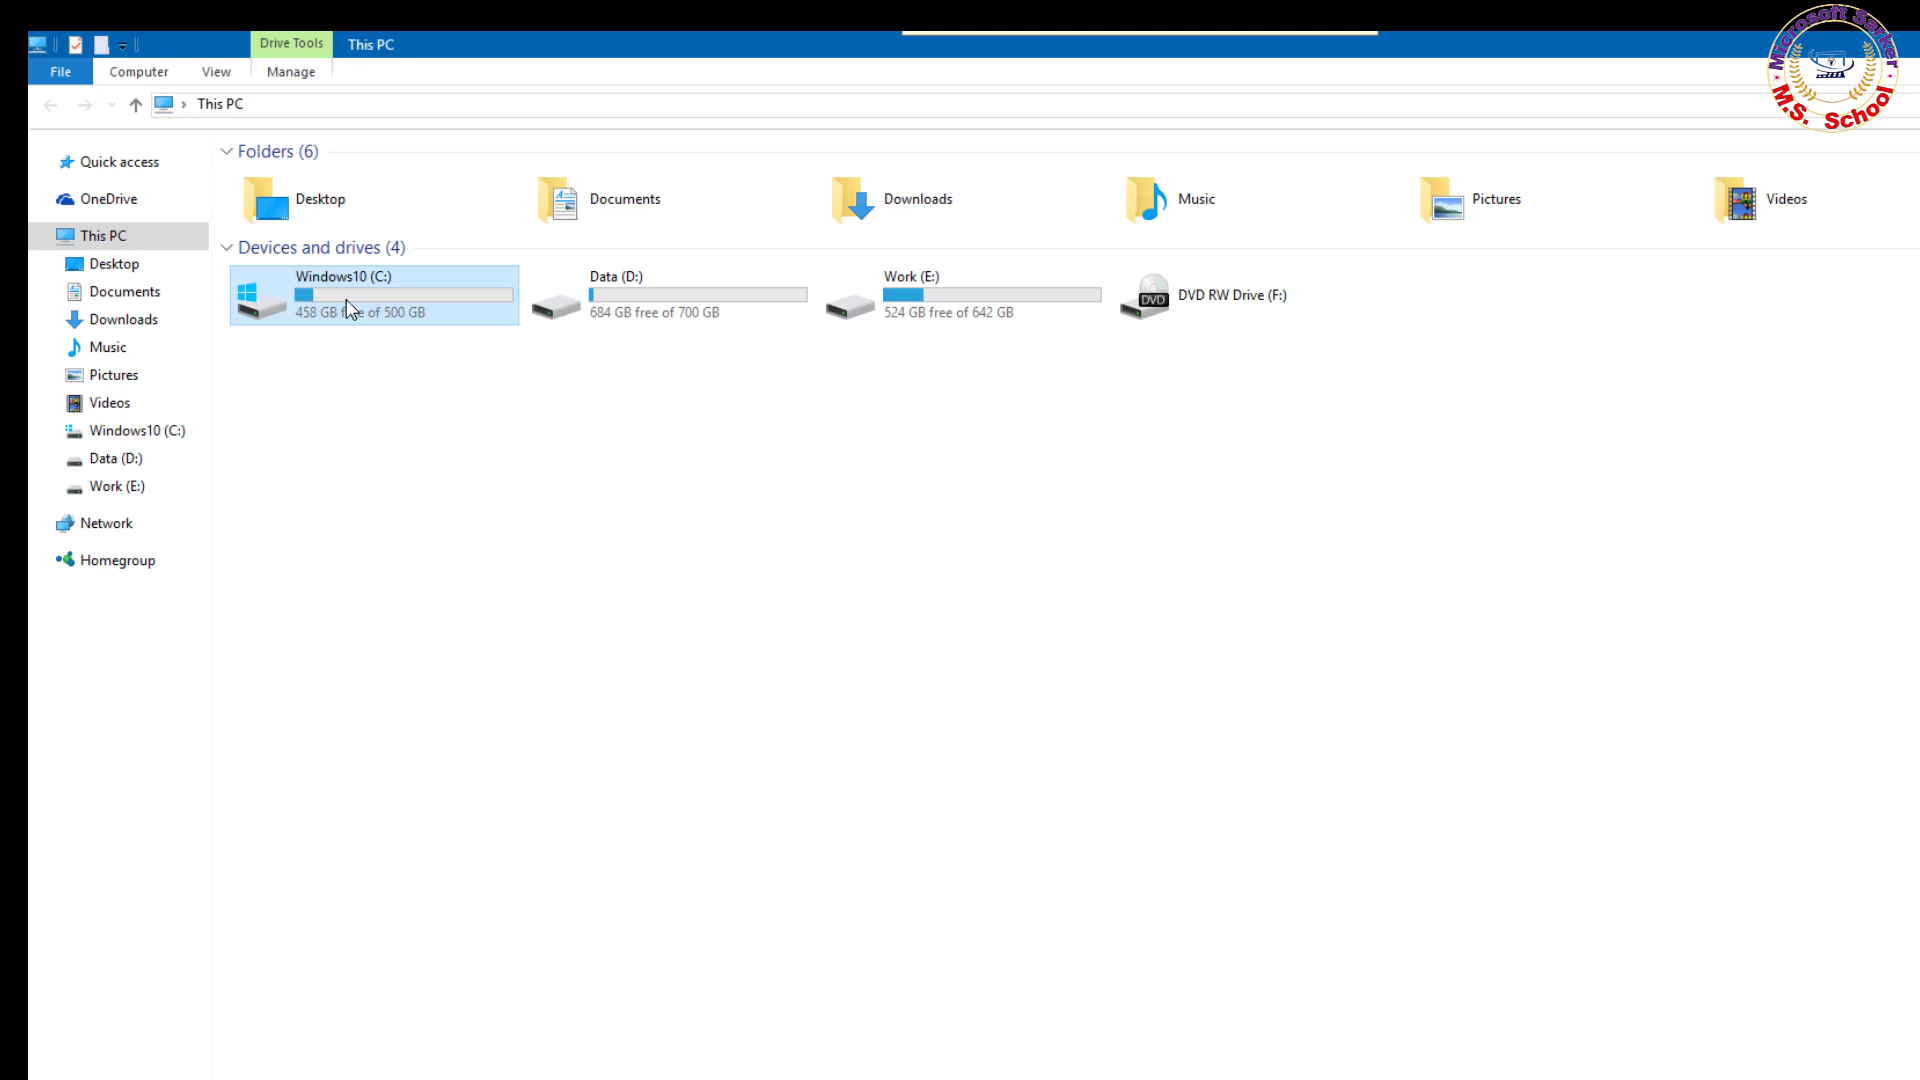 Microsoft Sarker
M.S. School
Drive Tools
This PC
File
Computer
View
Manage
This PC
Quick access
OneDrive
This PC
Desktop
Documents
Downloads
Music
Pictures
Videos
Windows10 (C:)
Data (D:)
Work (E:)
Network
Homegroup
Folders (6)
Desktop
Documents
Downloads
Music
Pictures
Videos
Devices and drives (4)
Windows10 (C:)
458 GB free of 500 GB
Data (D:)
684 GB free of 700 GB
Work (E:)
524 GB free of 642 GB
DVD
DVD RW Drive (F:)